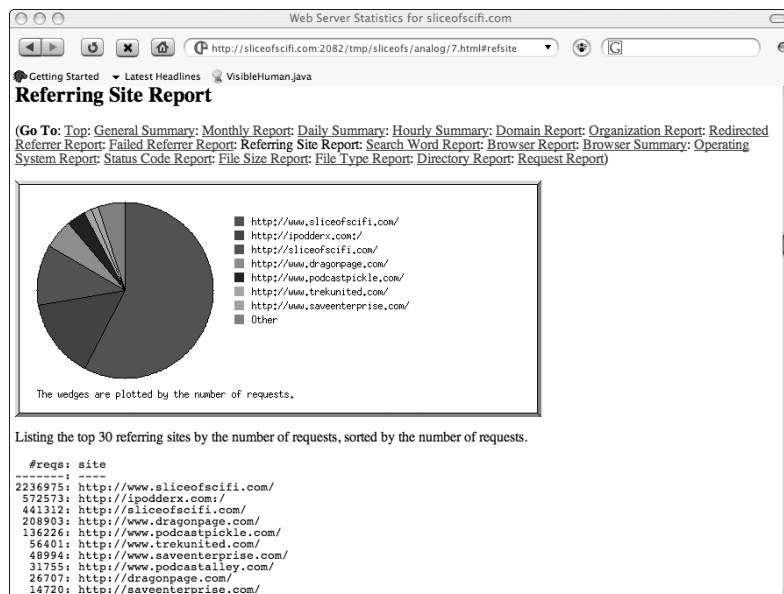 Web Server Statistics for sliceofscifi.com
http://sliceofscifi.com:2082/tmp/sliceofs/analog/7.html#refsite
G
Getting Started Latest Headlines VisibleHuman.java
Referring Site Report
(Go To: Top: General Summary: Monthly Report: Daily Summary: Hourly Summary: Domain Report: Organization Report: Redirected
Referrer Report: Failed Referrer Report: Referring Site Report: Search Word Report: Browser Report: Browser Summary: Operating
System Report: Status Code Report: File Size Report: File Type Report: Directory Report: Request Report)
http://www.sliceofscifi.com/
http://ipodderx.com:/
http://sliceofscifi.com/
http://www.dragonpage.com/
http://www.podcastpickle.com/
http://www.trekunited.com/
http://www.saveenterprise.com/
Other
The wedges are plotted by the number of requests.
Listing the top 30 referring sites by the number of requests, sorted by the number of requests.
#reqs: site
-------: ----
2236975: http://www.sliceofscifi.com/
572573: http://ipodderx.com:/
441312: http://sliceofscifi.com/
208903: http://www.dragonpage.com/
136226: http://www.podcastpickle.com/
56401: http://www.trekunited.com/
48994: http://www.saveenterprise.com/
31755: http://www.podcastalley.com/
26707: http://dragonpage.com/
14720: http://saveenterprise.com/